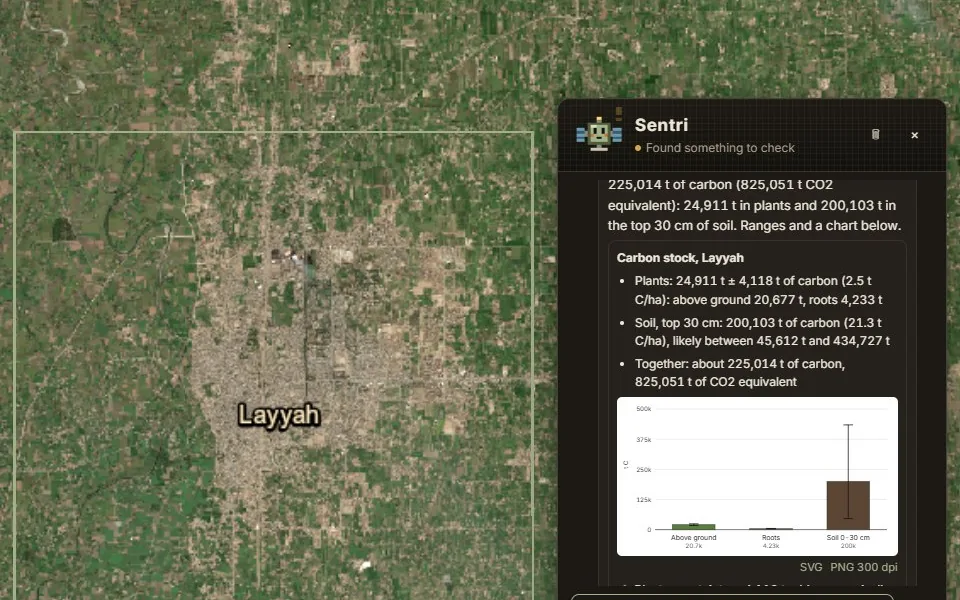 Layyah
Sentri
Found something to check
225,014 t of carbon (825,051 t CO2
equivalent): 24,911 t in plants and 200,103 t in
the top 30 cm of soil. Ranges and a chart below.
Carbon stock, Layyah
• Plants: 24,911 t ± 4,118 t of carbon (2.5 t
C/ha): above ground 20,677 t, roots 4,233 t
• Soil, top 30 cm: 200,103 t of carbon (21.3 t
C/ha), likely between 45,612 t and 434,727 t
• Together: about 225,014 t of carbon,
825,051 t of CO2 equivalent
500k
375k
250k
125k
0
t C
Above ground
20.7k
Roots
4.23k
Soil 0–30 cm
200k
SVG PNG 300 dpi